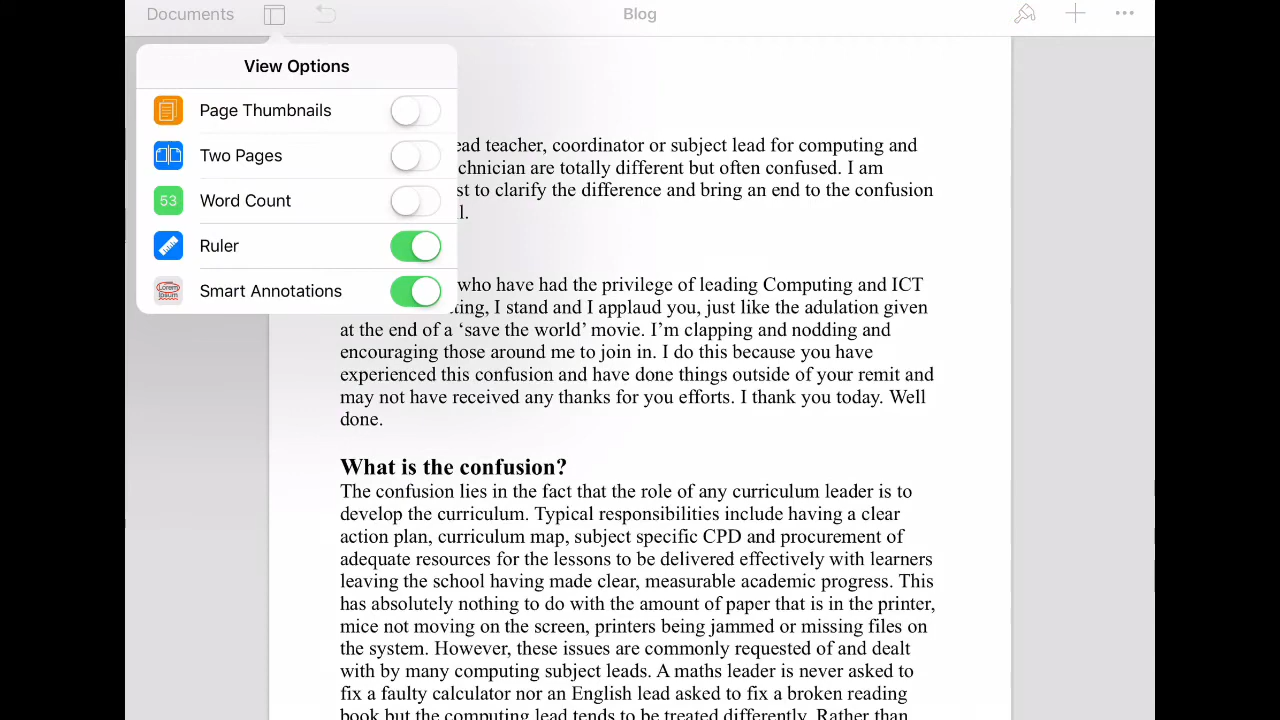 Documents
Blog
View Options
Page Thumbnails
Two Pages
53 Word Count
Ruler
Lorem Ipsum Smart Annotations
ead teacher, coordinator or subject lead for computing and
chnician are totally different but often confused. I am
st to clarify the difference and bring an end to the confusion
l.
who have had the privilege of leading Computing and ICT
ting, I stand and I applaud you, just like the adulation given
at the end of a ‘save the world’ movie. I’m clapping and nodding and
encouraging those around me to join in. I do this because you have
experienced this confusion and have done things outside of your remit and
may not have received any thanks for you efforts. I thank you today. Well
done.
What is the confusion?
The confusion lies in the fact that the role of any curriculum leader is to
develop the curriculum. Typical responsibilities include having a clear
action plan, curriculum map, subject specific CPD and procurement of
adequate resources for the lessons to be delivered effectively with learners
leaving the school having made clear, measurable academic progress. This
has absolutely nothing to do with the amount of paper that is in the printer,
mice not moving on the screen, printers being jammed or missing files on
the system. However, these issues are commonly requested of and dealt
with by many computing subject leads. A maths leader is never asked to
fix a faulty calculator nor an English lead asked to fix a broken reading
book but the computing lead tends to be treated differently. Rather than